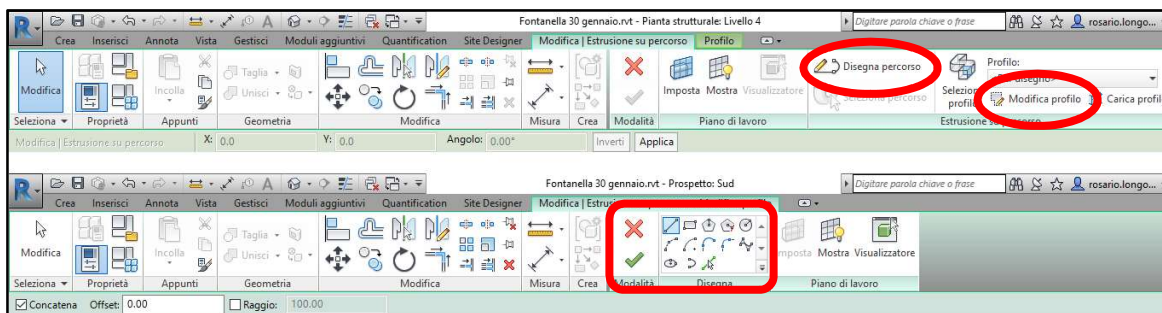 Fontanella 30 gennaio.rvt - Pianta strutturale: Livello 4
Digitare parola chiave o frase
rosario.longo...
Crea Inserisci Annota Vista Gestisci Moduli aggiuntivi Quantification Site Designer Modifica | Estrusione su percorso Profilo
Modifica
Incolla
Taglia
Unisci
Imposta Mostra Visualizzatore
Disegna percorso
Seleziona percorso
Profilo:
Modifica profilo
Carica profil
Seleziona Proprietà Appunti Geometria Modifica Misura Crea Modalità Piano di lavoro Estrusione su percorso
Modifica | Estrusione su percorso X: 0.0 Y: 0.0 Angolo: 0.00° Inverti Applica
Fontanella 30 gennaio.rvt - Prospetto: Sud
Digitare parola chiave o frase
rosario.longo...
Crea Inserisci Annota Vista Gestisci Moduli aggiuntivi Quantification Site Designer Modifica | Estru
Modifica
Incolla
Taglia
Unisci
mposta Mostra Visualizzatore
Seleziona Proprietà Appunti Geometria Modifica Misura Crea Modalità Disegna Piano di lavoro
Concatena Offset: 0.00 Raggio: 100.00